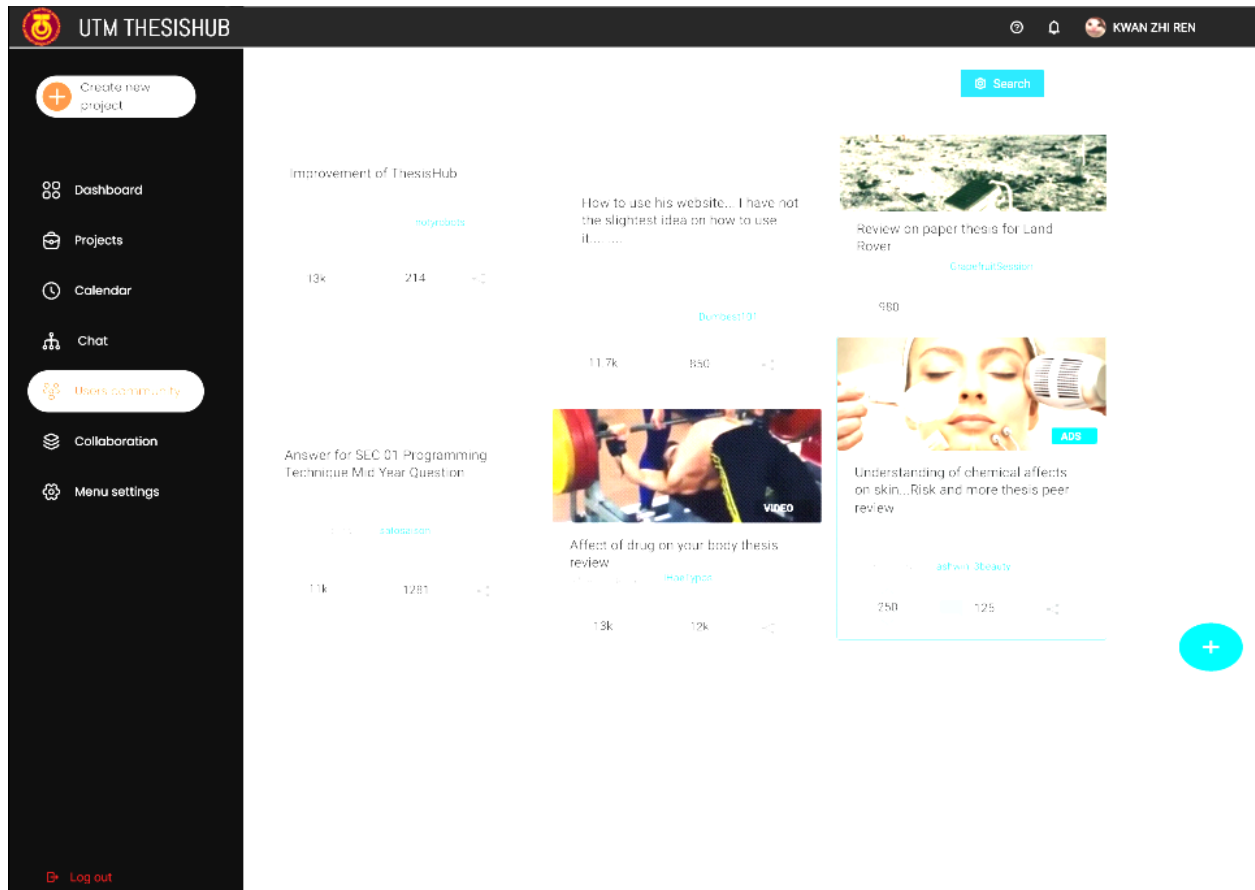 UTM THESISHUB
KWAN ZHI REN
Create new
project
Dashboard
Projects
Calendar
Chat
Users community
Collaboration
Menu settings
Log out
Search
Improvement of ThesisHub
13k 214
How to use his website... I have not
the slightest idea on how to use
it........
11.7k 850
Review on paper thesis for Land
Rover
GrapefruitSession
980
Answer for SEC 01 Programming
Technique Mid Year Question
11k 1281
VIDEO
Affect of drug on your body thesis
review
13k 12k
ADS
Understanding of chemical affects
on skin...Risk and more thesis peer
review
250 125